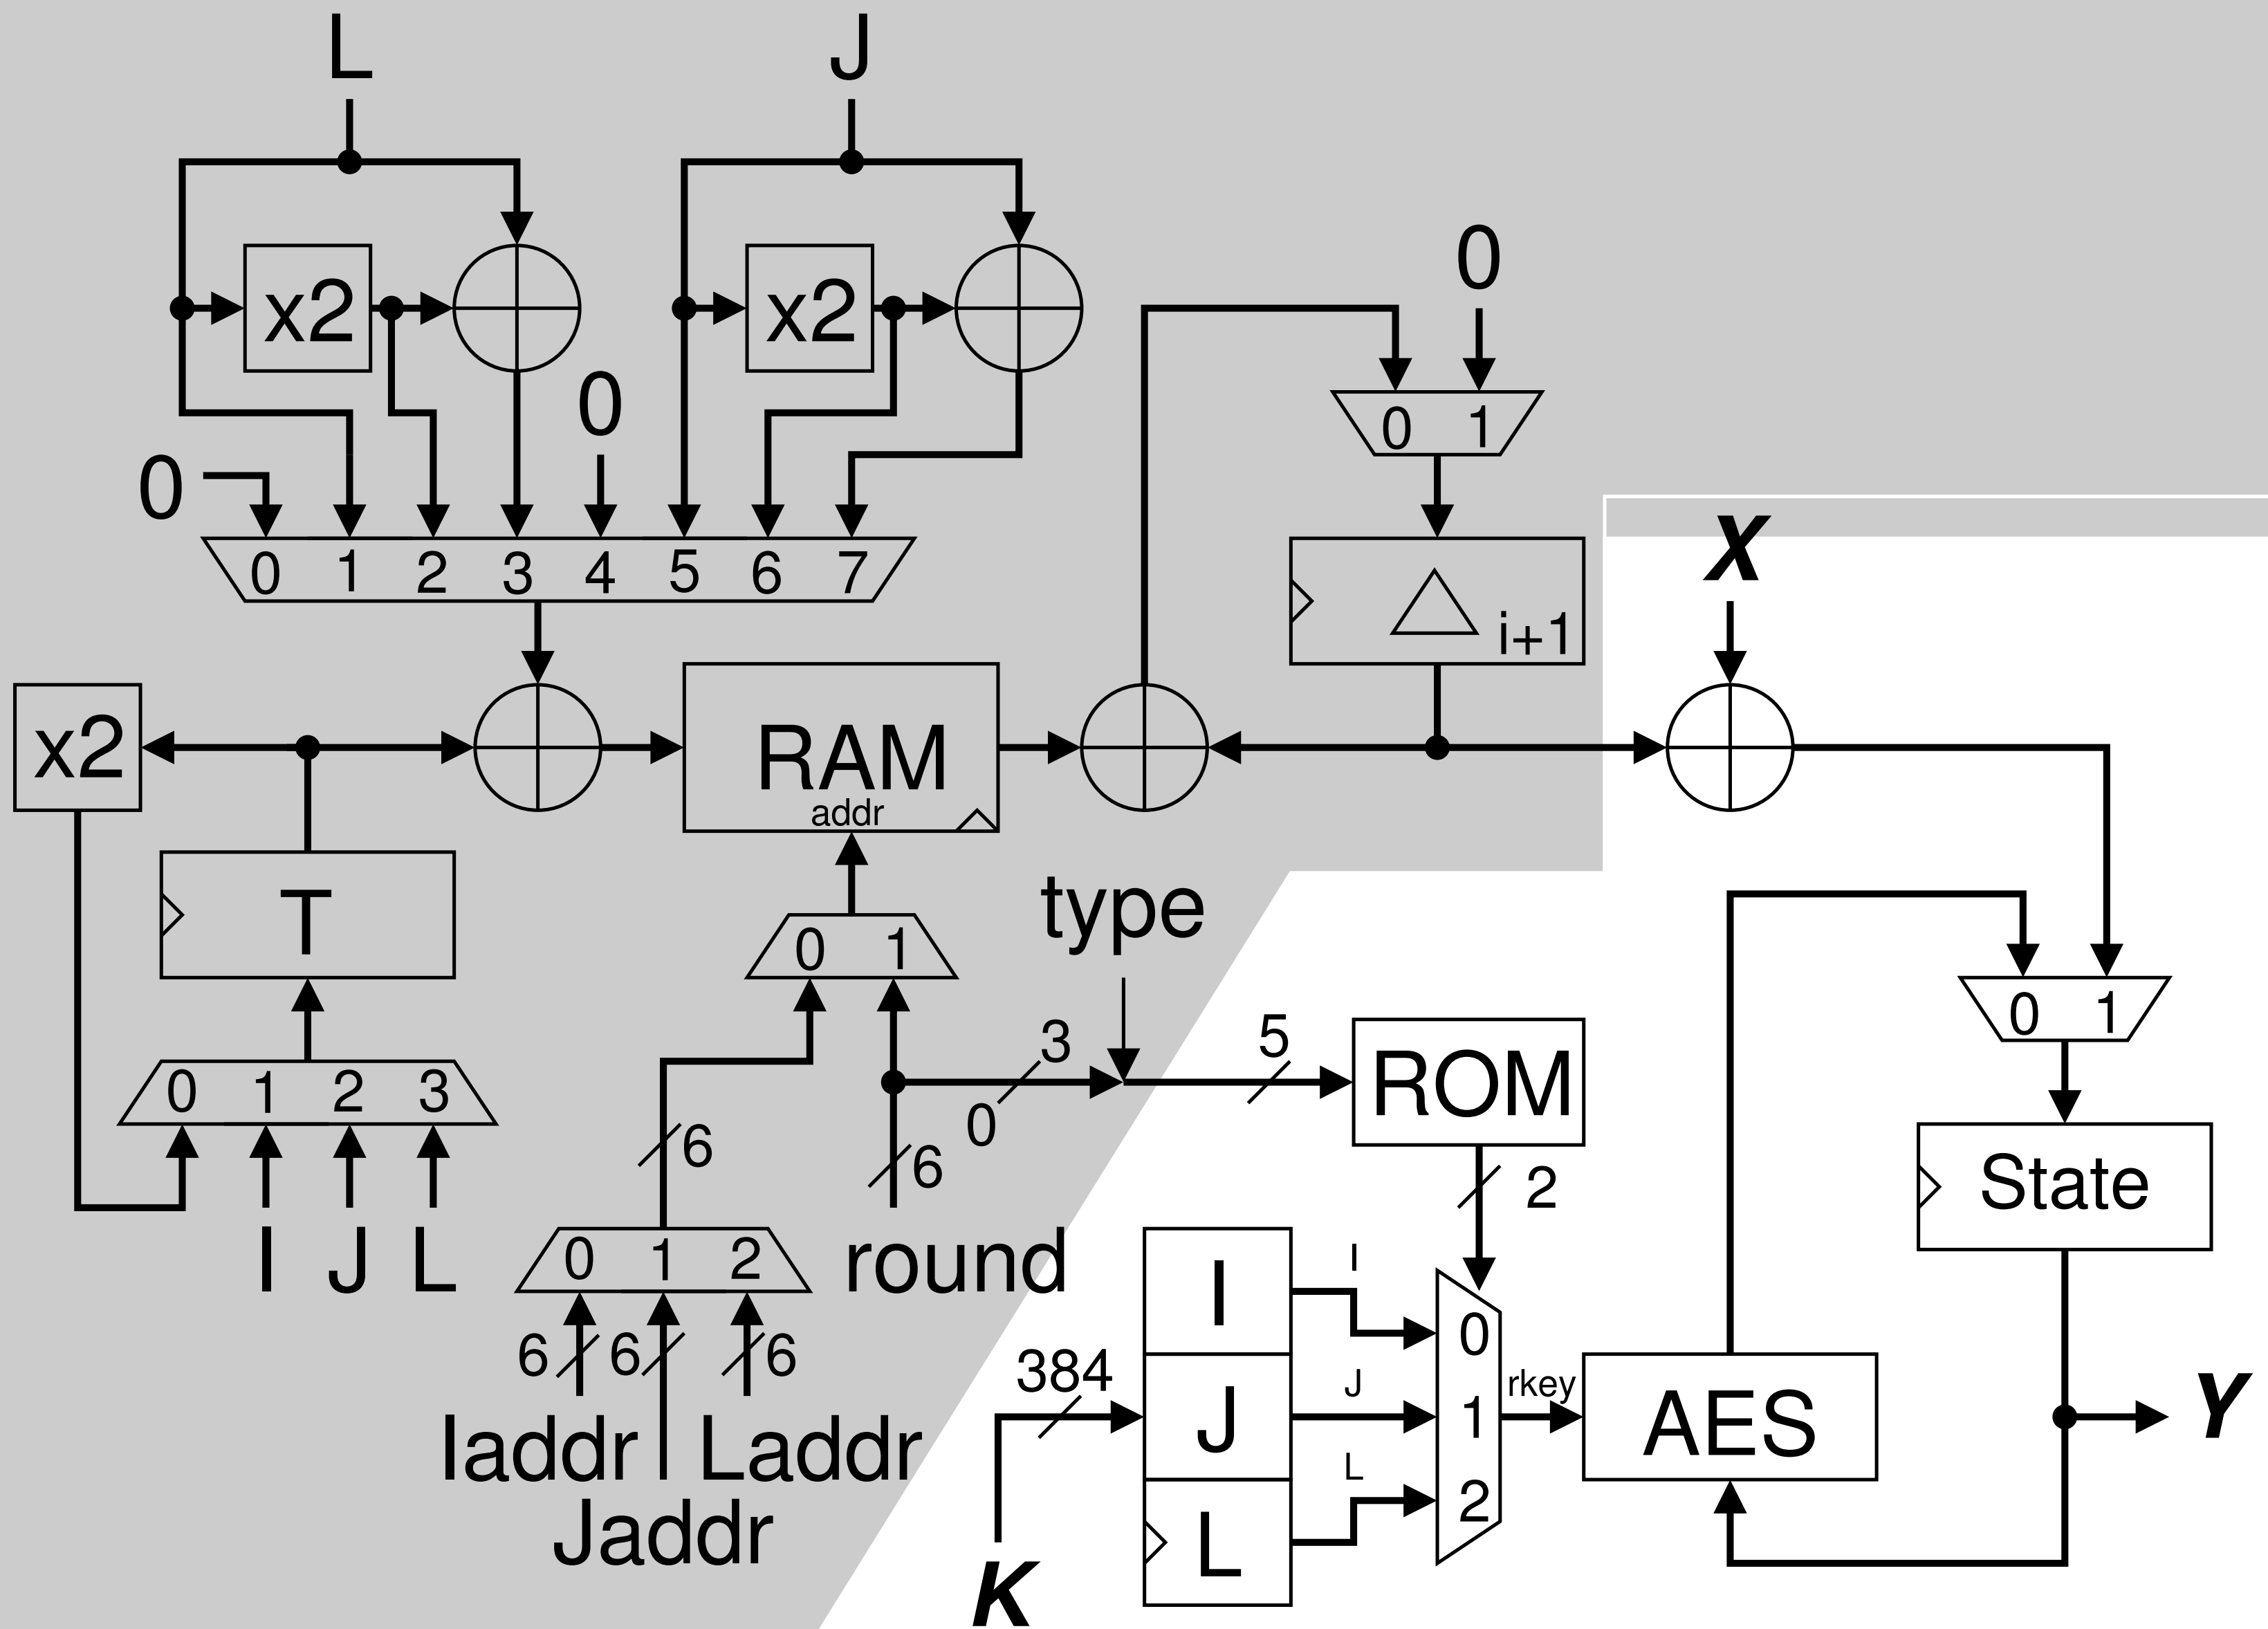 L J
x2 x2
0
0
0
0 1
0 1 2 3 4 5 6 7
i+1
X
x2
RAM
addr
T
type
0 1
0 1
3
5
ROM
0 1 2 3
6
0
6
2
State
I J L
0 1 2
round
I
I
0
6 6 6
384
J
J
1
rkey
AES
Y
Iaddr Laddr
Jaddr
L
L
2
K